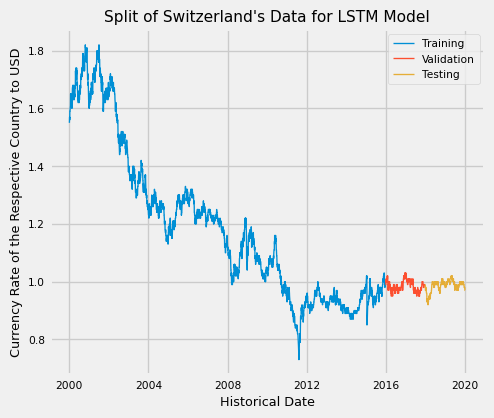 Split of Switzerland's Data for LSTM Model
Training
Validation
Testing
Currency Rate of the Respective Country to USD
1.8
1.6
1.4
1.2
1.0
0.8
2000 2004 2008 2012 2016 2020
Historical Date